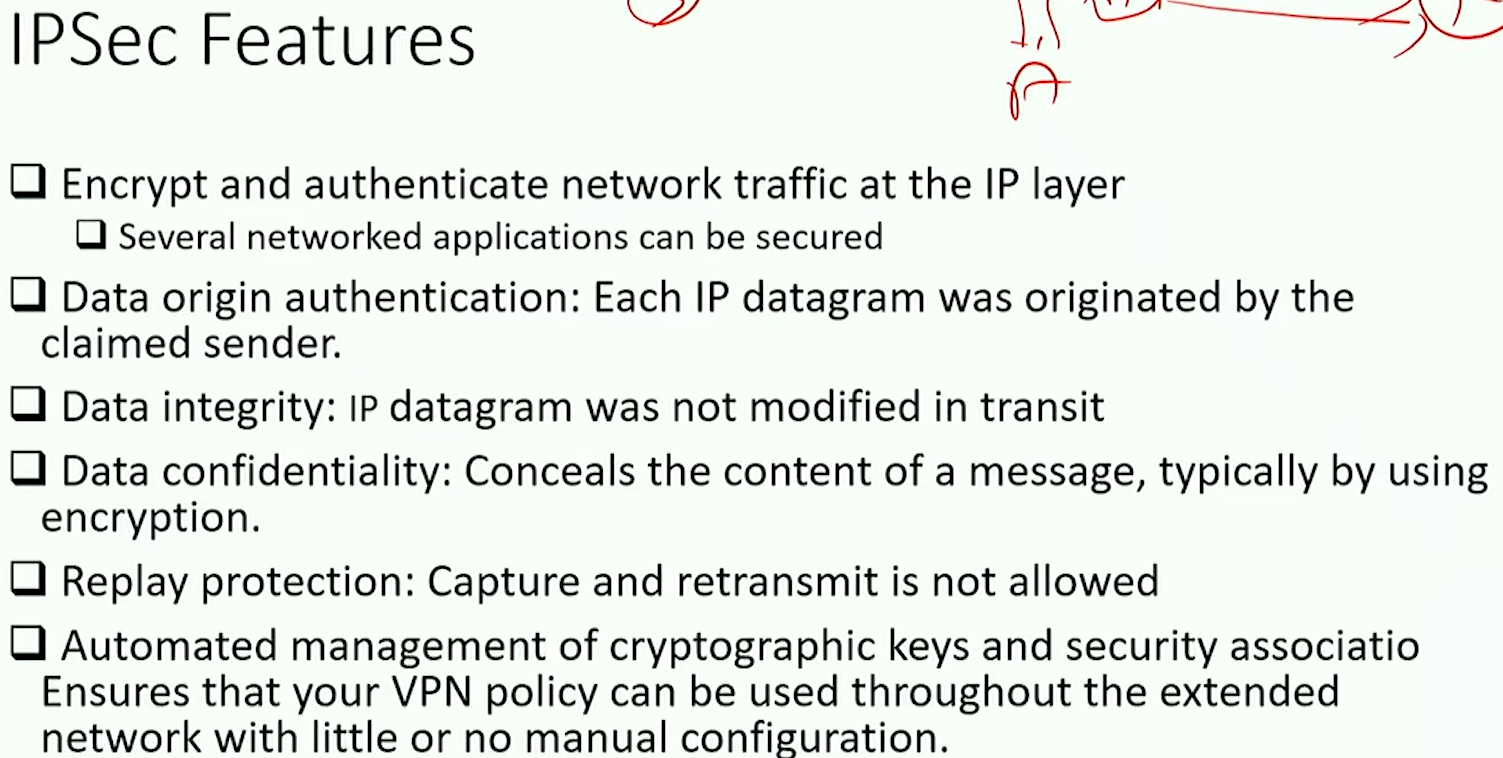 IPSec Features
❑ Encrypt and authenticate network traffic at the IP layer
❑ Several networked applications can be secured
❑ Data origin authentication: Each IP datagram was originated by the
claimed sender.
❑ Data integrity: IP datagram was not modified in transit
❑ Data confidentiality: Conceals the content of a message, typically by using
encryption.
❑ Replay protection: Capture and retransmit is not allowed
❑ Automated management of cryptographic keys and security associatio
Ensures that your VPN policy can be used throughout the extended
network with little or no manual configuration.